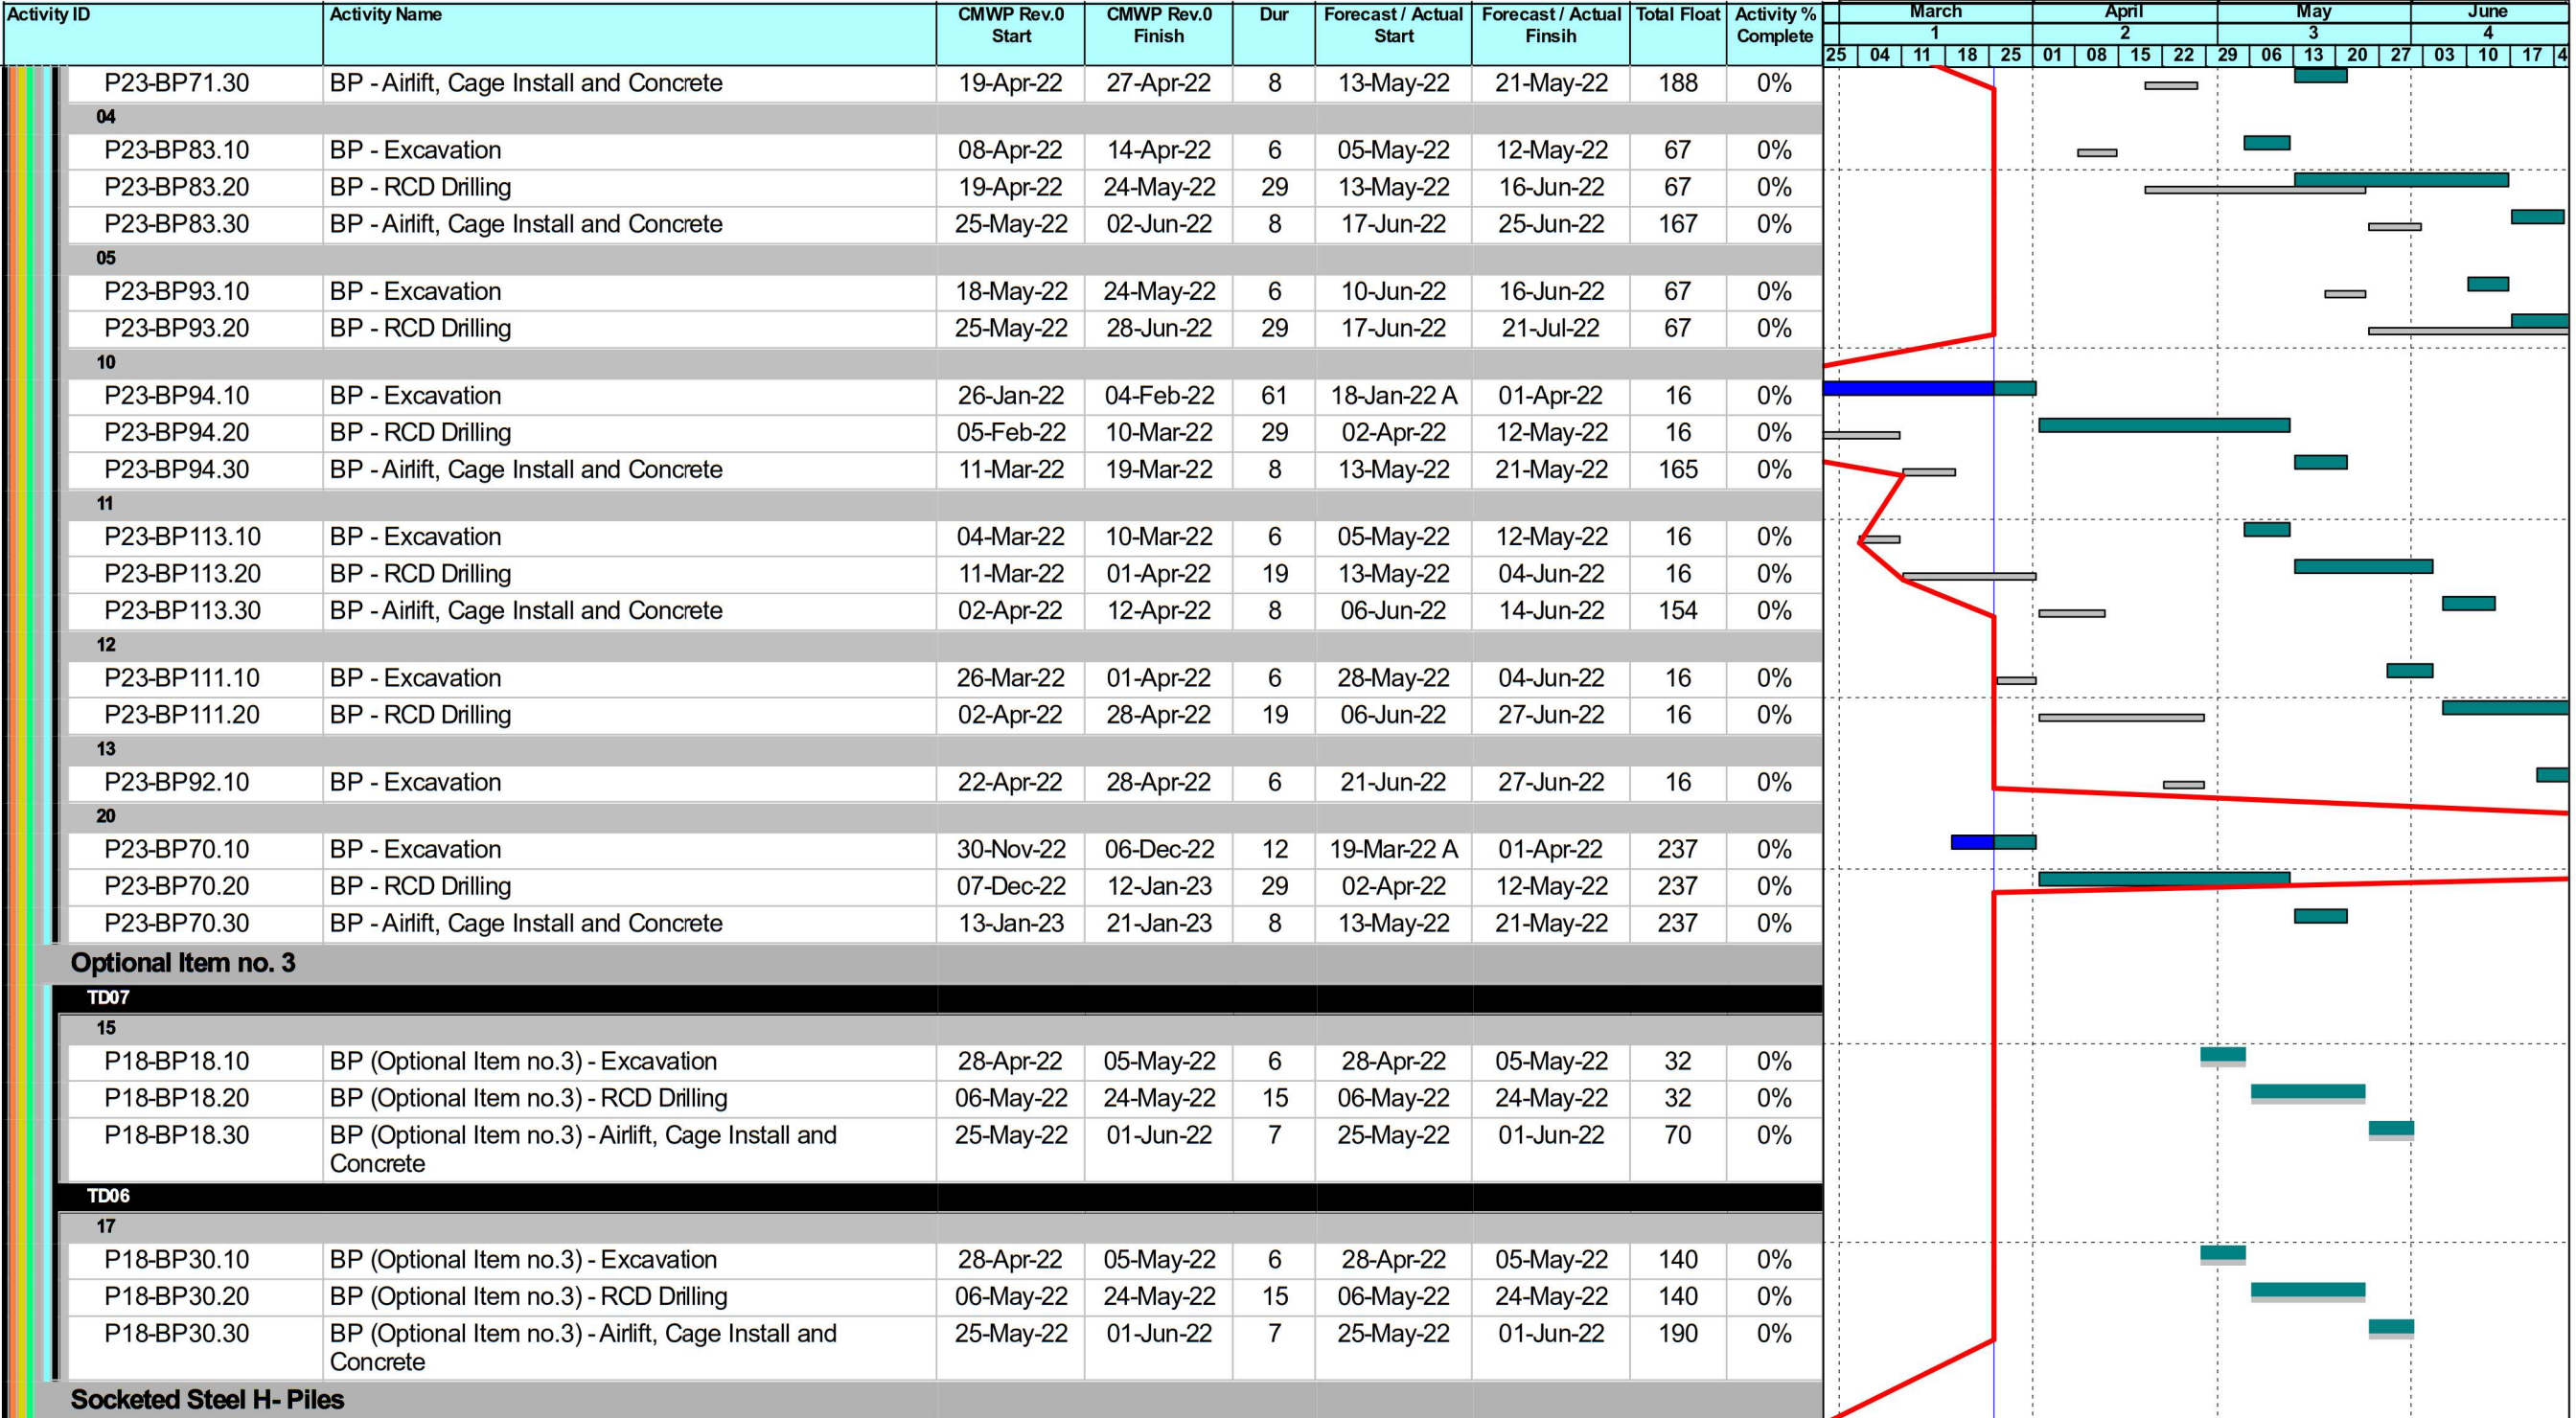 Activity ID Activity Name CMWP Rev.0 Start CMWP Rev.0 Finish Dur Forecast / Actual Start Forecast / Actual Finsih Total Float Activity % Complete
March April May June
1 2 3 4
25 04 11 18 25 01 08 15 22 29 06 13 20 27 03 10 17 4
P23-BP71.30 BP - Airlift, Cage Install and Concrete 19-Apr-22 27-Apr-22 8 13-May-22 21-May-22 188 0%
04
P23-BP83.10 BP - Excavation 08-Apr-22 14-Apr-22 6 05-May-22 12-May-22 67 0%
P23-BP83.20 BP - RCD Drilling 19-Apr-22 24-May-22 29 13-May-22 16-Jun-22 67 0%
P23-BP83.30 BP - Airlift, Cage Install and Concrete 25-May-22 02-Jun-22 8 17-Jun-22 25-Jun-22 167 0%
05
P23-BP93.10 BP - Excavation 18-May-22 24-May-22 6 10-Jun-22 16-Jun-22 67 0%
P23-BP93.20 BP - RCD Drilling 25-May-22 28-Jun-22 29 17-Jun-22 21-Jul-22 67 0%
10
P23-BP94.10 BP - Excavation 26-Jan-22 04-Feb-22 61 18-Jan-22 A 01-Apr-22 16 0%
P23-BP94.20 BP - RCD Drilling 05-Feb-22 10-Mar-22 29 02-Apr-22 12-May-22 16 0%
P23-BP94.30 BP - Airlift, Cage Install and Concrete 11-Mar-22 19-Mar-22 8 13-May-22 21-May-22 165 0%
11
P23-BP113.10 BP - Excavation 04-Mar-22 10-Mar-22 6 05-May-22 12-May-22 16 0%
P23-BP113.20 BP - RCD Drilling 11-Mar-22 01-Apr-22 19 13-May-22 04-Jun-22 16 0%
P23-BP113.30 BP - Airlift, Cage Install and Concrete 02-Apr-22 12-Apr-22 8 06-Jun-22 14-Jun-22 154 0%
12
P23-BP111.10 BP - Excavation 26-Mar-22 01-Apr-22 6 28-May-22 04-Jun-22 16 0%
P23-BP111.20 BP - RCD Drilling 02-Apr-22 28-Apr-22 19 06-Jun-22 27-Jun-22 16 0%
13
P23-BP92.10 BP - Excavation 22-Apr-22 28-Apr-22 6 21-Jun-22 27-Jun-22 16 0%
20
P23-BP70.10 BP - Excavation 30-Nov-22 06-Dec-22 12 19-Mar-22 A 01-Apr-22 237 0%
P23-BP70.20 BP - RCD Drilling 07-Dec-22 12-Jan-23 29 02-Apr-22 12-May-22 237 0%
P23-BP70.30 BP - Airlift, Cage Install and Concrete 13-Jan-23 21-Jan-23 8 13-May-22 21-May-22 237 0%
Optional Item no. 3
TD07
15
P18-BP18.10 BP (Optional Item no.3) - Excavation 28-Apr-22 05-May-22 6 28-Apr-22 05-May-22 32 0%
P18-BP18.20 BP (Optional Item no.3) - RCD Drilling 06-May-22 24-May-22 15 06-May-22 24-May-22 32 0%
P18-BP18.30 BP (Optional Item no.3) - Airlift, Cage Install and 25-May-22 01-Jun-22 7 25-May-22 01-Jun-22 70 0%
Concrete
TD06
17
P18-BP30.10 BP (Optional Item no.3) - Excavation 28-Apr-22 05-May-22 6 28-Apr-22 05-May-22 140 0%
P18-BP30.20 BP (Optional Item no.3) - RCD Drilling 06-May-22 24-May-22 15 06-May-22 24-May-22 140 0%
P18-BP30.30 BP (Optional Item no.3) - Airlift, Cage Install and 25-May-22 01-Jun-22 7 25-May-22 01-Jun-22 190 0%
Concrete
Socketed Steel H- Piles